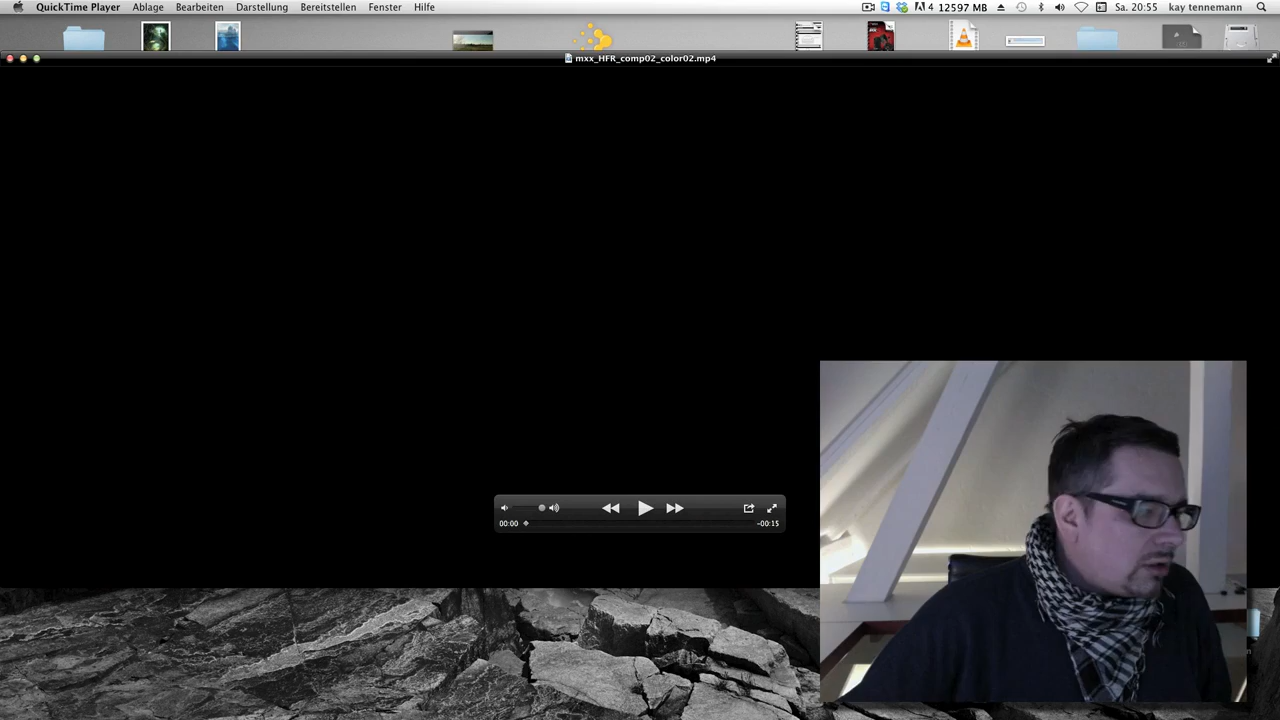 QuickTime Player Ablage Bearbeiten Darstellung Bereitstellen Fenster Hilfe 4 12597 MB Sa. 20:55 kay tennemann
mxx_HFR_comp02_color02.mp4
00:00 -00:15